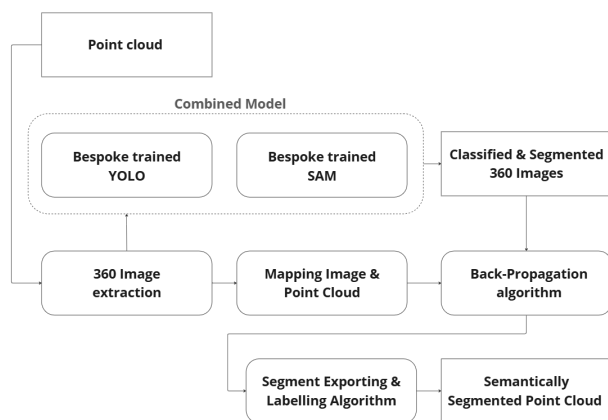 Point cloud
Combined Model
Bespoke trained
YOLO
Bespoke trained
SAM
Classified & Segmented
360 Images
360 Image
extraction
Mapping Image &
Point Cloud
Back-Propagation
algorithm
Segment Exporting &
Labelling Algorithm
Semantically
Segmented Point Cloud